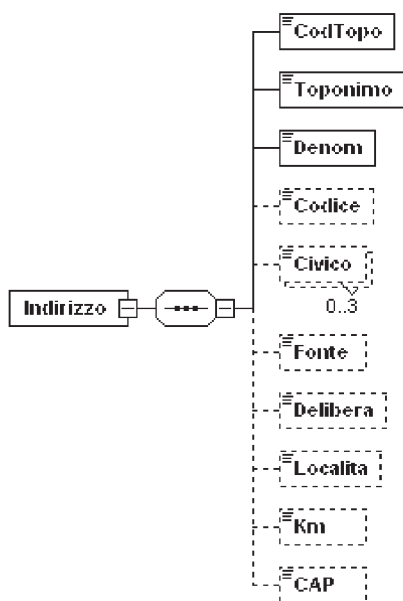 CodTopo
Toponimo
Denom
Codice
Civico
0..3
Indirizzo
Fonte
Delibera
Localita
Km
CAP